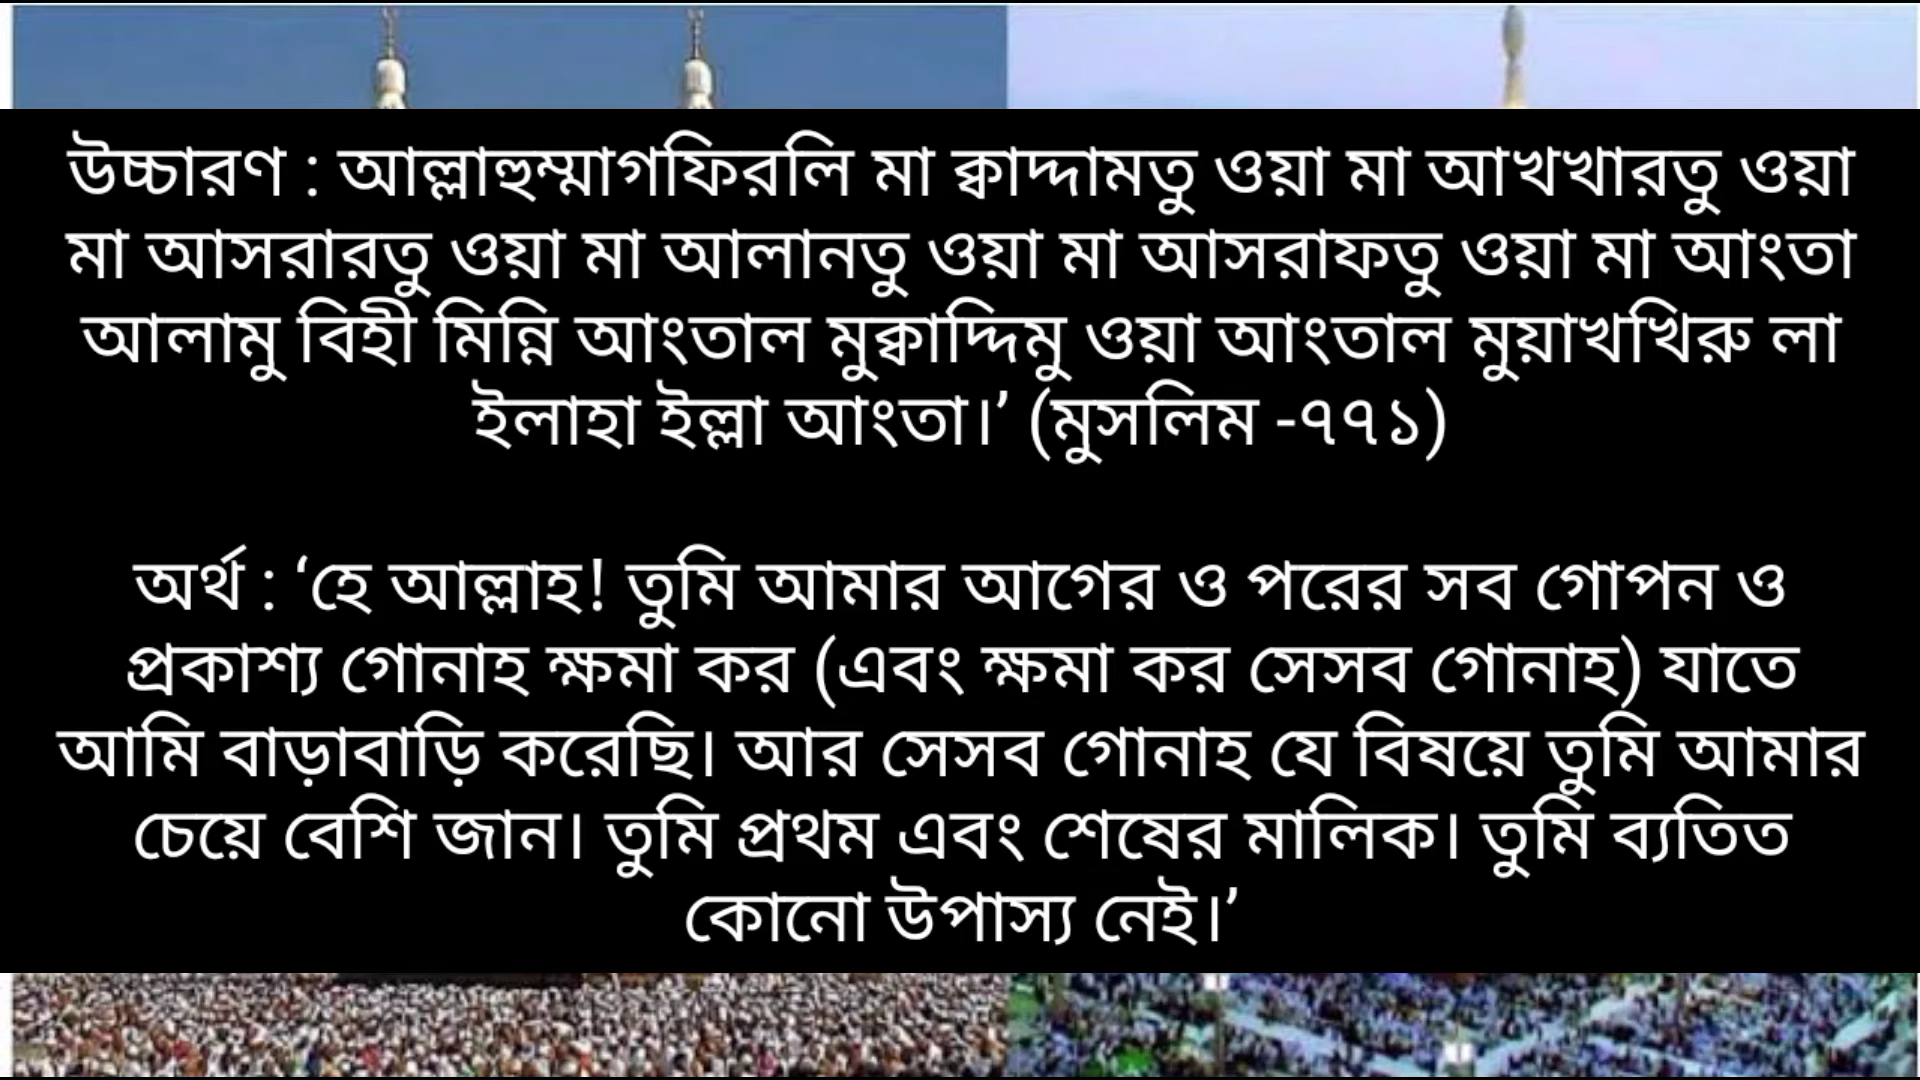 উচ্চারণ : আল্লাহুম্মাগফিরলি মা ক্বাদ্দামতু ওয়া মা আখখারতু ওয়া
মা আসরারতু ওয়া মা আলানতু ওয়া মা আসরাফতু ওয়া মা আংতা
আলামু বিহী মিন্নি আংতাল মুক্বাদ্দিমু ওয়া আংতাল মুয়াখখিরু লা
ইলাহা ইল্লা আংতা।’ (মুসলিম -৭৭১)
অর্থ : ‘হে আল্লাহ! তুমি আমার আগের ও পরের সব গোপন ও
প্রকাশ্য গোনাহ ক্ষমা কর (এবং ক্ষমা কর সেসব গোনাহ) যাতে
আমি বাড়াবাড়ি করেছি। আর সেসব গোনাহ যে বিষয়ে তুমি আমার
চেয়ে বেশি জান। তুমি প্রথম এবং শেষের মালিক। তুমি ব্যতিত
কোনো উপাস্য নেই।’